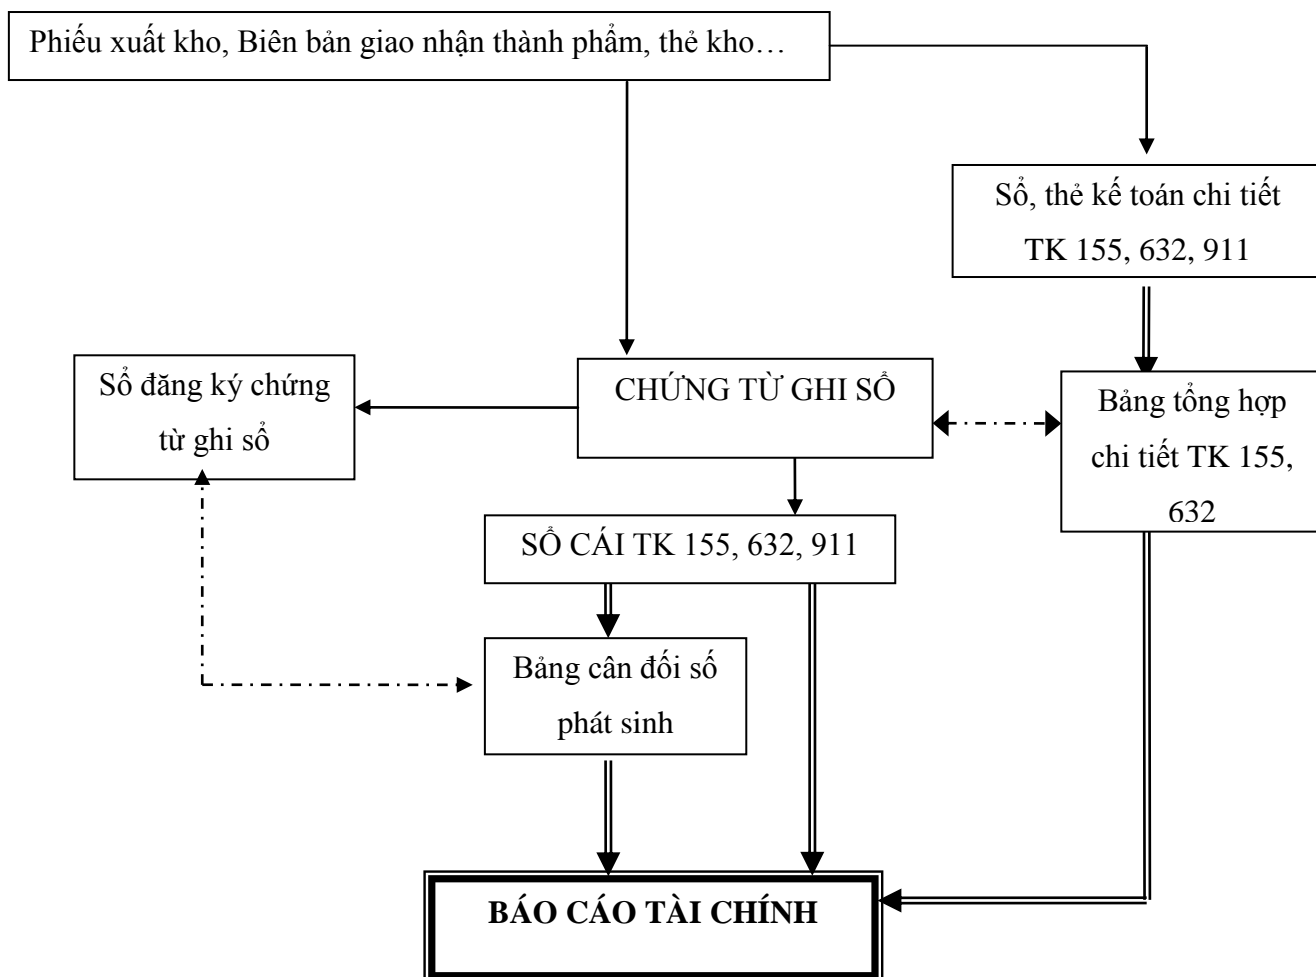 Phiếu xuất kho, Biên bản giao nhận thành phẩm, thẻ kho…
Sổ, thẻ kế toán chi tiết
TK 155, 632, 911
Sổ đăng ký chứng
từ ghi sổ
CHỨNG TỪ GHI SỔ
Bảng tổng hợp
chi tiết TK 155,
632
SỔ CÁI TK 155, 632, 911
Bảng cân đối số
phát sinh
BÁO CÁO TÀI CHÍNH